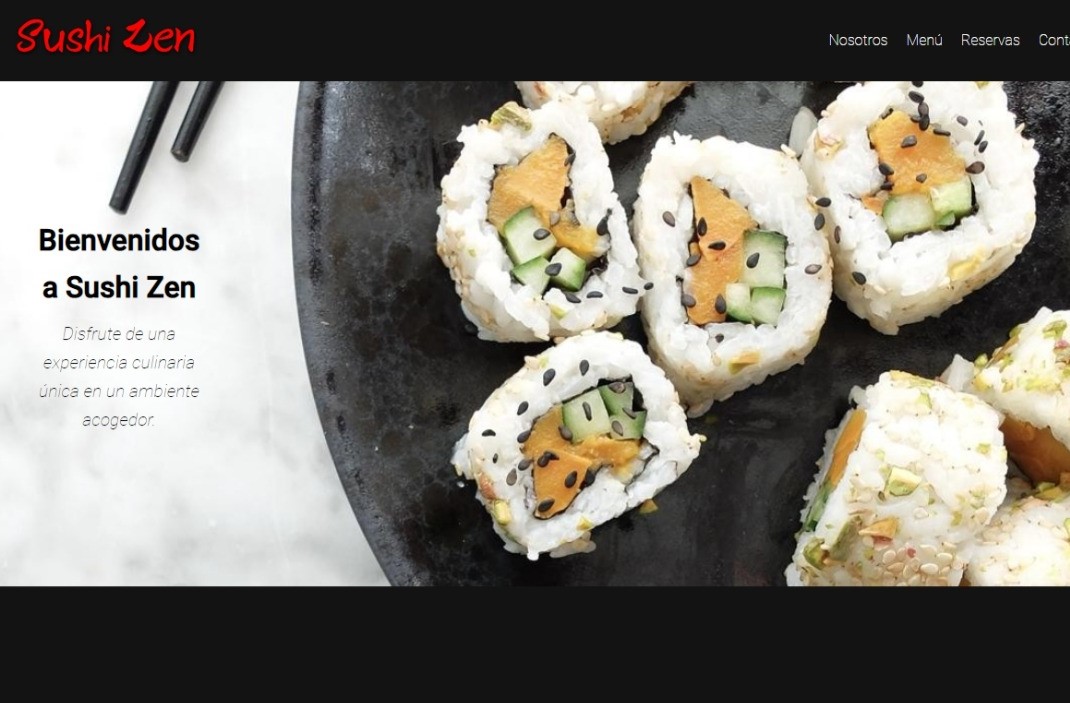 Sushi Zen
Nosotros Menú Reservas Cont
Bienvenidos
a Sushi Zen
Disfrute de una
experiencia culinaria
única en un ambiente
acogedor.